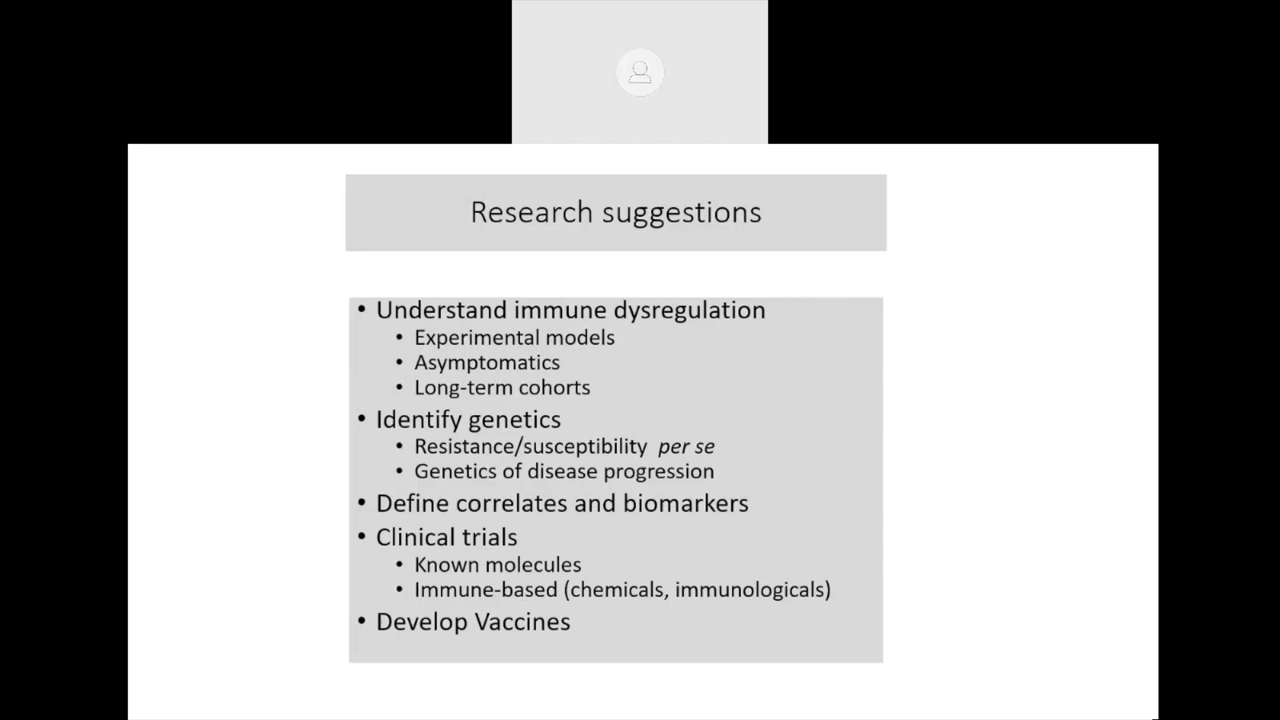 Research suggestions
• Understand immune dysregulation
• Experimental models
• Asymptomatics
• Long-term cohorts
• Identify genetics
• Resistance/susceptibility per se
• Genetics of disease progression
• Define correlates and biomarkers
• Clinical trials
• Known molecules
• Immune-based (chemicals, immunologicals)
• Develop Vaccines